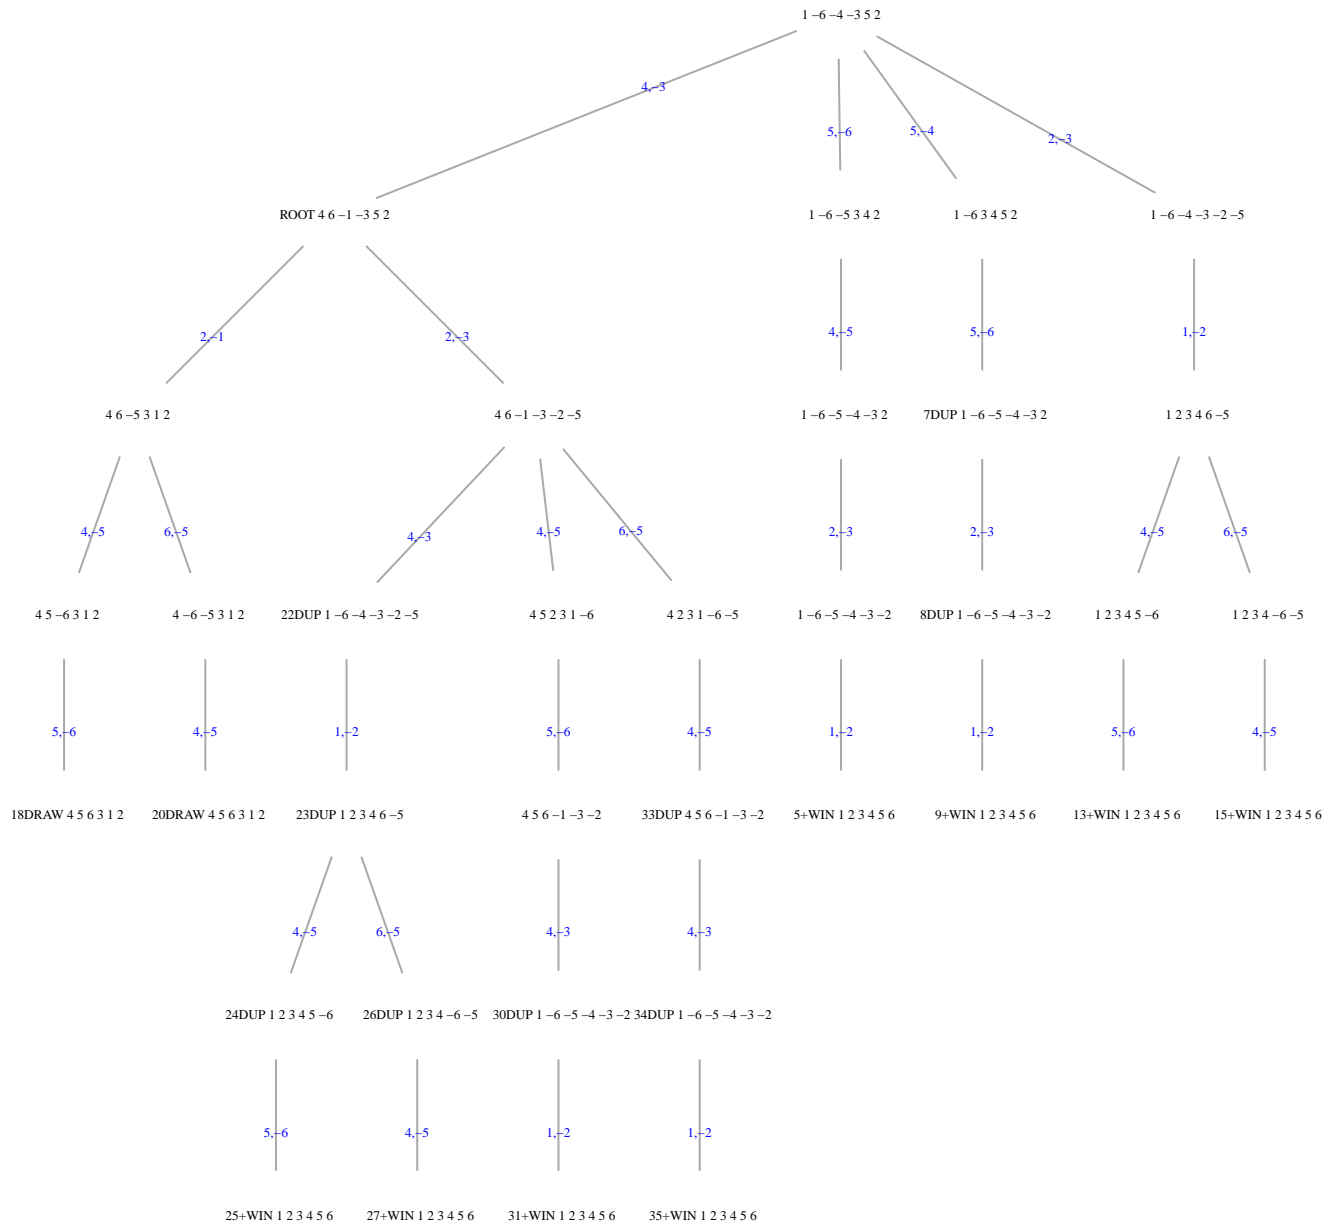 1 −6 −4 −3 5 2
4,−3
5,−6
5,−4
2,−3
ROOT 4 6 −1 −3 5 2
1 −6 −5 3 4 2
1 −6 3 4 5 2
1 −6 −4 −3 −2 −5
2,−1
2,−3
4,−5
5,−6
1,−2
4 6 −5 3 1 2
4 6 −1 −3 −2 −5
1 −6 −5 −4 −3 2
7DUP 1 −6 −5 −4 −3 2
1 2 3 4 6 −5
4,−5
6,−5
4,−3
4,−5
6,−5
2,−3
2,−3
4,−5
6,−5
4 5 −6 3 1 2
4 −6 −5 3 1 2
22DUP 1 −6 −4 −3 −2 −5
4 5 2 3 1 −6
4 2 3 1 −6 −5
1 −6 −5 −4 −3 −2
8DUP 1 −6 −5 −4 −3 −2
1 2 3 4 5 −6
1 2 3 4 −6 −5
5,−6
4,−5
1,−2
5,−6
4,−5
1,−2
1,−2
5,−6
4,−5
18DRAW 4 5 6 3 1 2
20DRAW 4 5 6 3 1 2
23DUP 1 2 3 4 6 −5
4 5 6 −1 −3 −2
33DUP 4 5 6 −1 −3 −2
5+WIN 1 2 3 4 5 6
9+WIN 1 2 3 4 5 6
13+WIN 1 2 3 4 5 6
15+WIN 1 2 3 4 5 6
4,−5
6,−5
4,−3
4,−3
24DUP 1 2 3 4 5 −6
26DUP 1 2 3 4 −6 −5
30DUP 1 −6 −5 −4 −3 −2
34DUP 1 −6 −5 −4 −3 −2
5,−6
4,−5
1,−2
1,−2
25+WIN 1 2 3 4 5 6
27+WIN 1 2 3 4 5 6
31+WIN 1 2 3 4 5 6
35+WIN 1 2 3 4 5 6